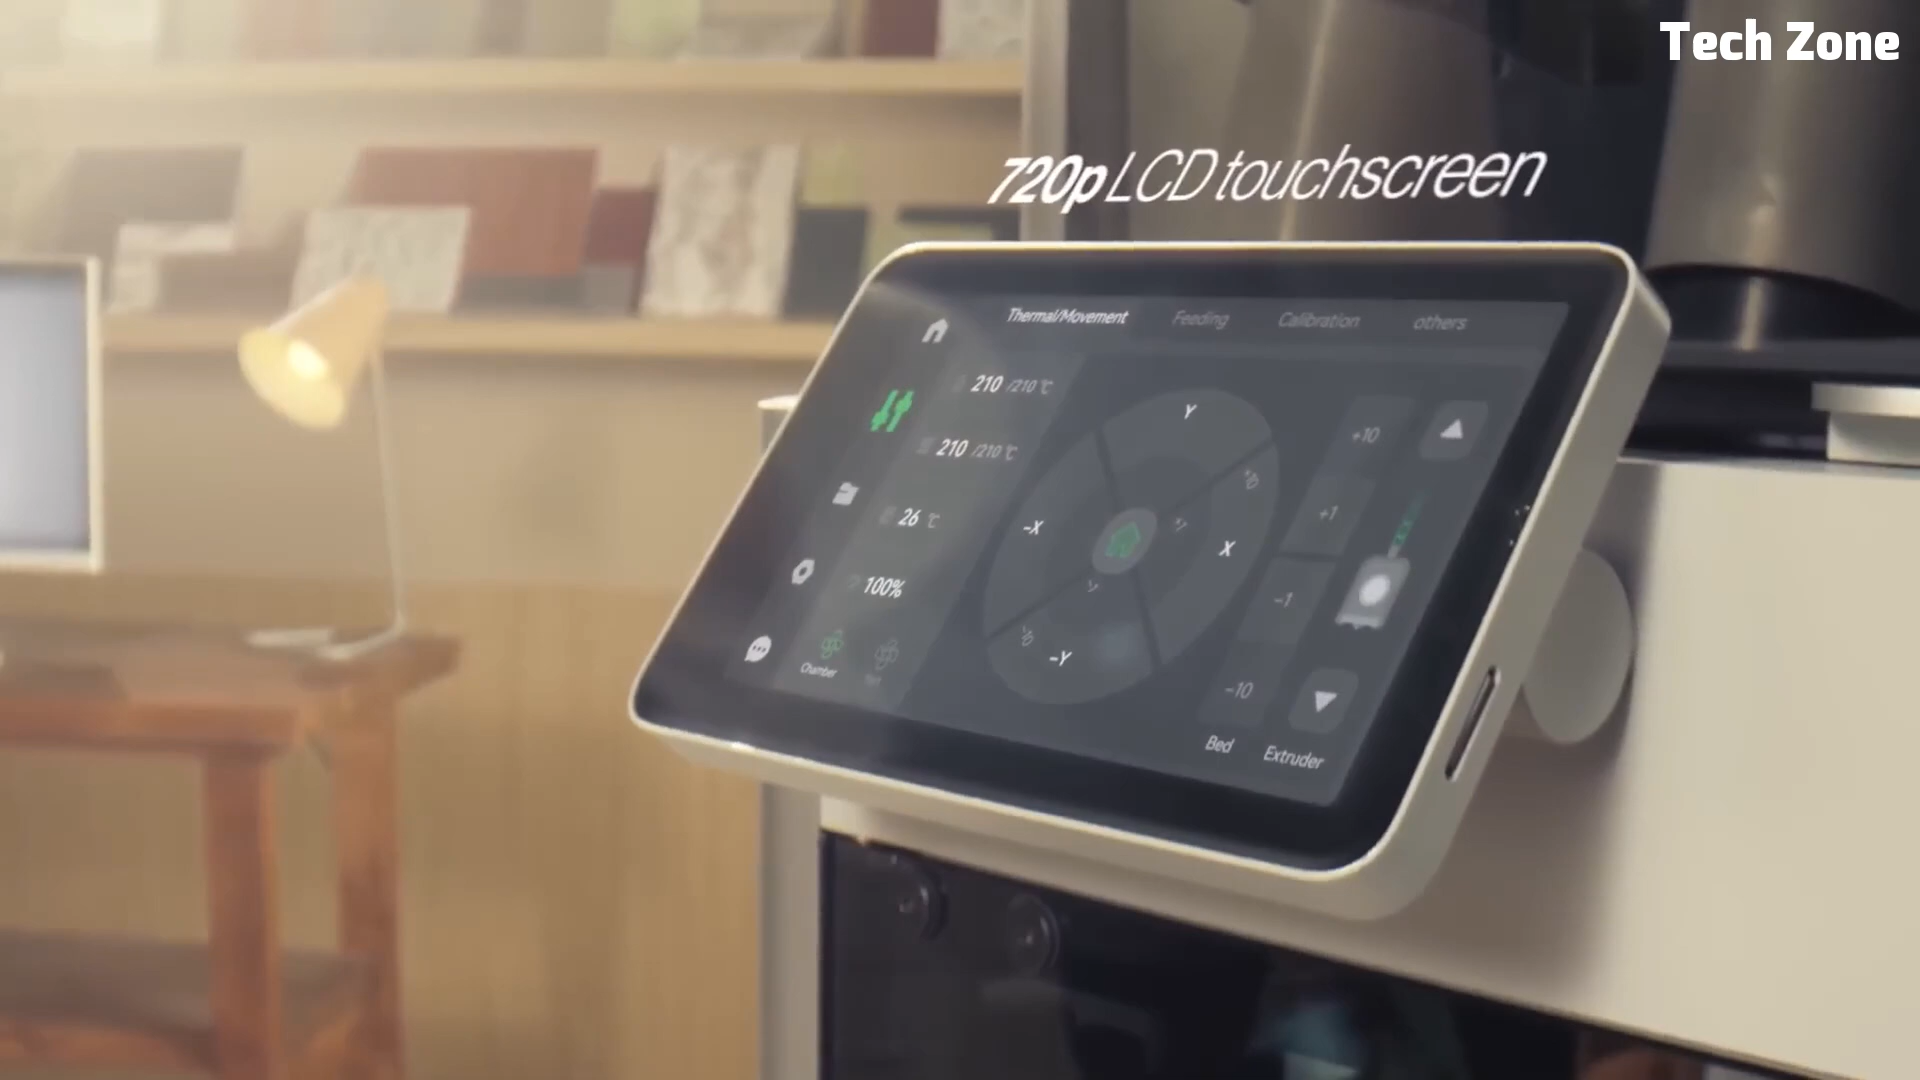 Tech Zone
720p LCD touchscreen
Thermal/Movement Feeding Calibration others
210 /210 ℃
210 /210 ℃
26 ℃
100%
Chamber
Y
-X
X
-Y
+10
+1
-1
-10
Bed Extruder